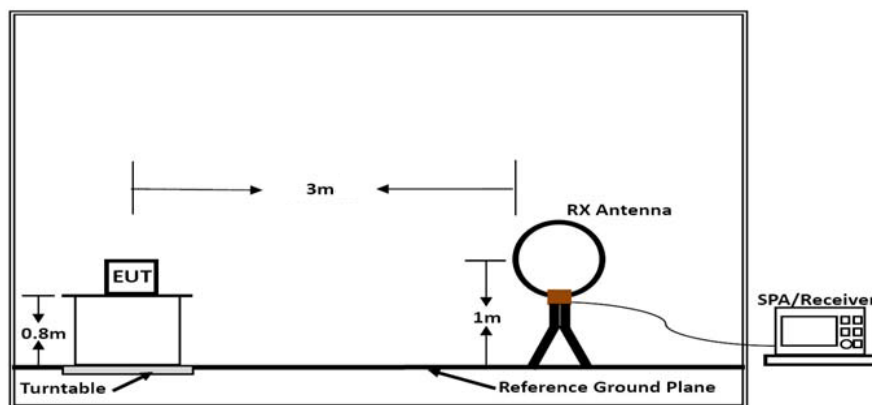 3m
RX Antenna
EUT
SPA/Receiver
0.8m
1m
Turntable
Reference Ground Plane